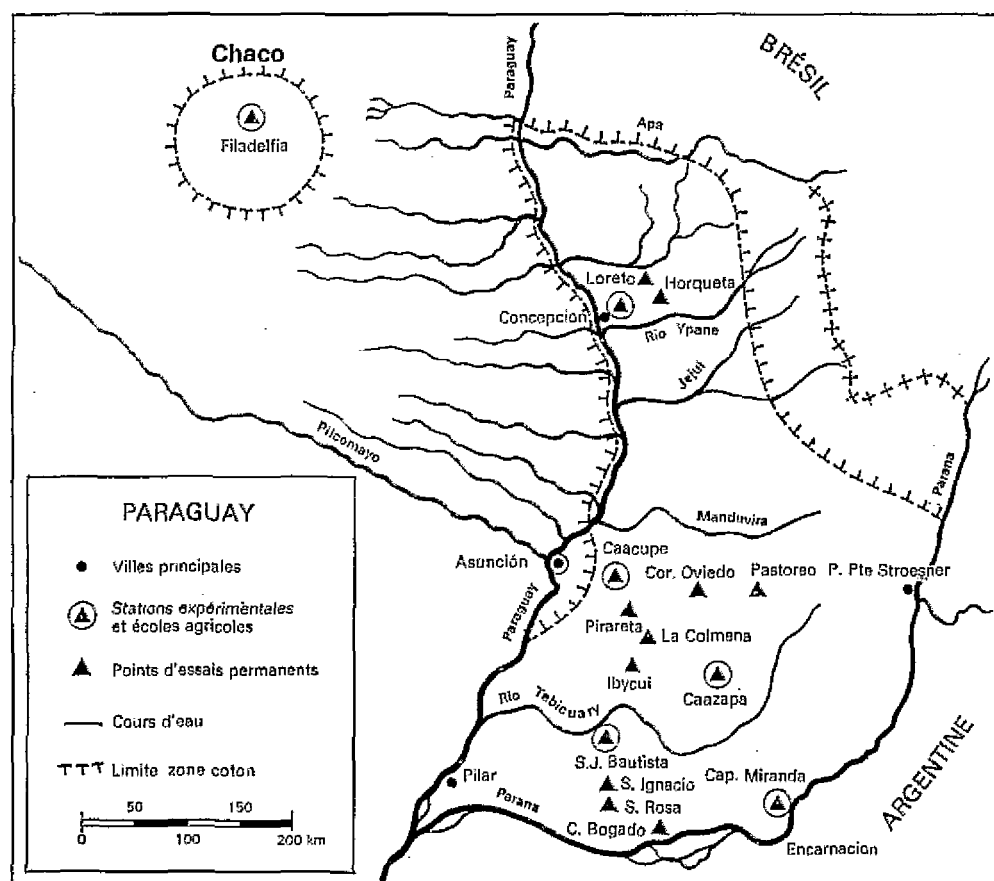 Chaco
Filadelfia
Paraguay
BRÉSIL
Apa
Loreto
Horqueta
Concepción
Rio Ypane
Jejui
Pilcomayo
Parana
Manduvira
Asunción
Caacupe
Cor. Oviedo
Pastoreo
P. Pte Stroesner
Paraguay
Pirareta
La Colmena
Ibycui
Caazapa
Rio Tebicuary
S.J. Bautista
Cap. Miranda
Pilar
S. Ignacio
Parana
S. Rosa
C. Bogado
Encarnacion
ARGENTINE
PARAGUAY
Villes principales
Stations expérimentales
et écoles agricoles
Points d'essais permanents
Cours d'eau
Limite zone coton
50 150
0 100 200 km